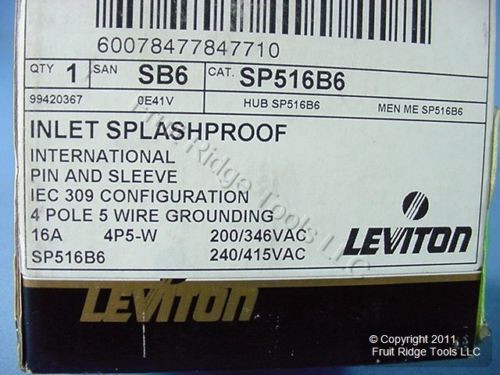 60078477847710
QTY 1 SAN SB6 CAT. SP516B6
99420367 0E41V HUB SP516B6 MEN ME SP516B6
INLET SPLASHPROOF
INTERNATIONAL
PIN AND SLEEVE
IEC 309 CONFIGURATION
4 POLE 5 WIRE GROUNDING
16A 4P5-W 200/346VAC
SP516B6 240/415VAC
LEVITON
LEVITON
Fruit Ridge Tools LLC
© Copyright 2011
Fruit Ridge Tools LLC